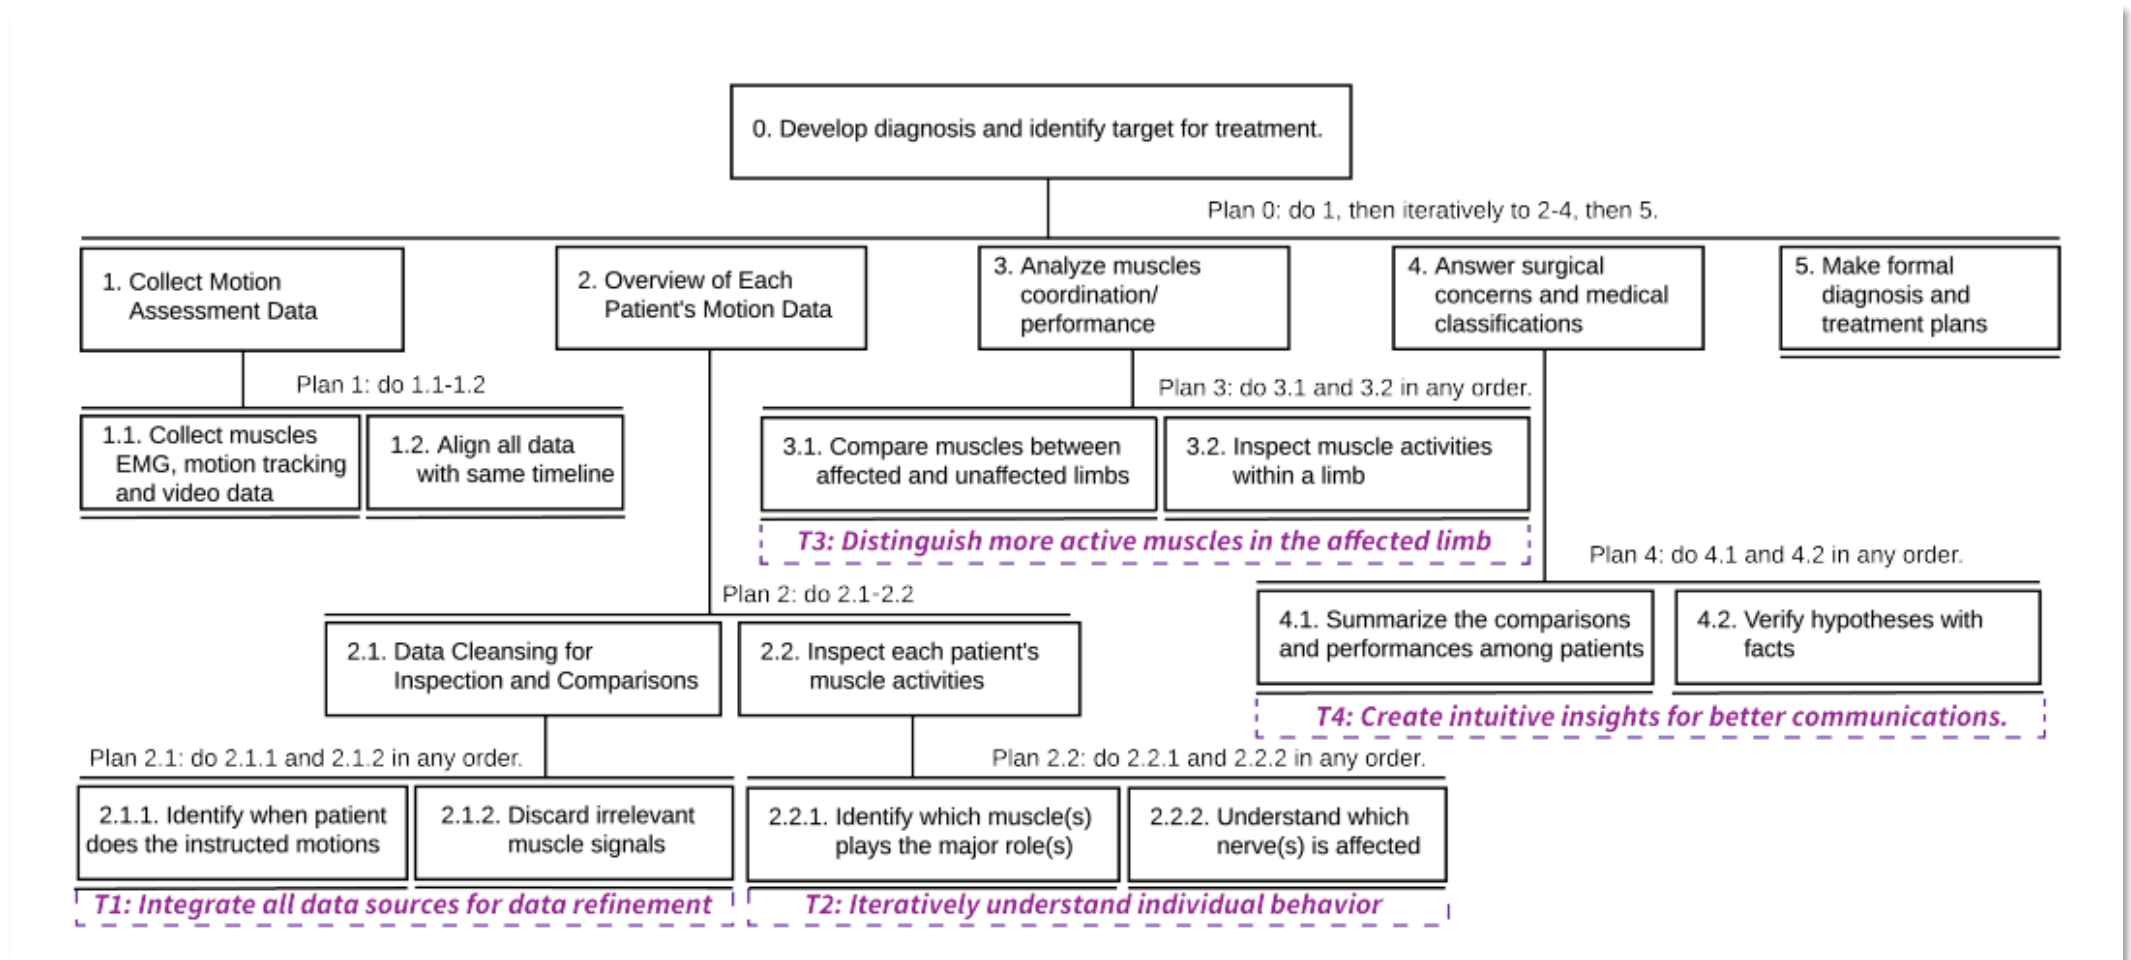 0. Develop diagnosis and identify target for treatment.
Plan 0: do 1, then iteratively to 2-4, then 5.
1. Collect Motion
Assessment Data
2. Overview of Each
Patient's Motion Data
3. Analyze muscles
coordination/
performance
4. Answer surgical
concerns and medical
classifications
5. Make formal
diagnosis and
treatment plans
Plan 1: do 1.1-1.2
Plan 3: do 3.1 and 3.2 in any order.
1.1. Collect muscles
EMG, motion tracking
and video data
1.2. Align all data
with same timeline
3.1. Compare muscles between
affected and unaffected limbs
3.2. Inspect muscle activities
within a limb
T3: Distinguish more active muscles in the affected limb
Plan 4: do 4.1 and 4.2 in any order.
Plan 2: do 2.1-2.2
2.1. Data Cleansing for
Inspection and Comparisons
2.2. Inspect each patient's
muscle activities
4.1. Summarize the comparisons
and performances among patients
4.2. Verify hypotheses with
facts
T4: Create intuitive insights for better communications.
Plan 2.1: do 2.1.1 and 2.1.2 in any order.
Plan 2.2: do 2.2.1 and 2.2.2 in any order.
2.1.1. Identify when patient
does the instructed motions
2.1.2. Discard irrelevant
muscle signals
2.2.1. Identify which muscle(s)
plays the major role(s)
2.2.2. Understand which
nerve(s) is affected
T1: Integrate all data sources for data refinement
T2: Iteratively understand individual behavior